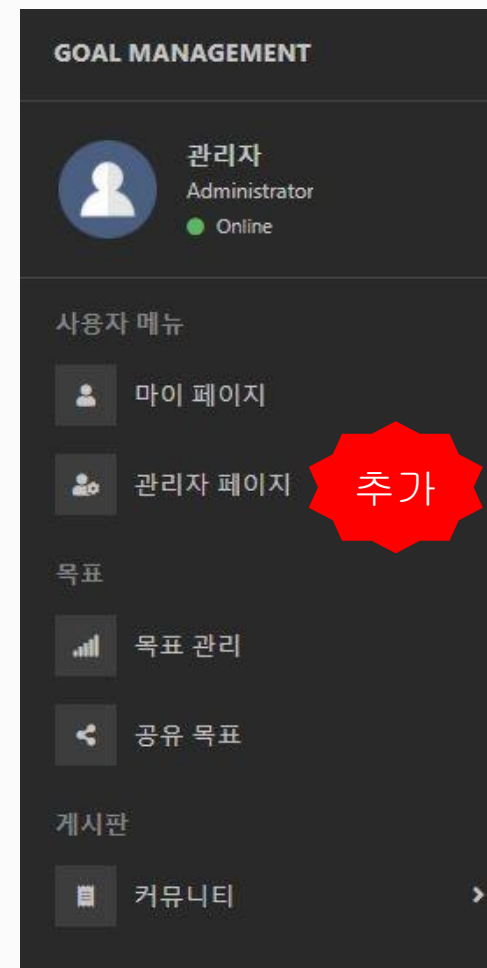 GOAL MANAGEMENT
관리자
Administrator
Online
사용자 메뉴
마이 페이지
관리자 페이지
추가
목표
목표 관리
공유 목표
게시판
커뮤니티